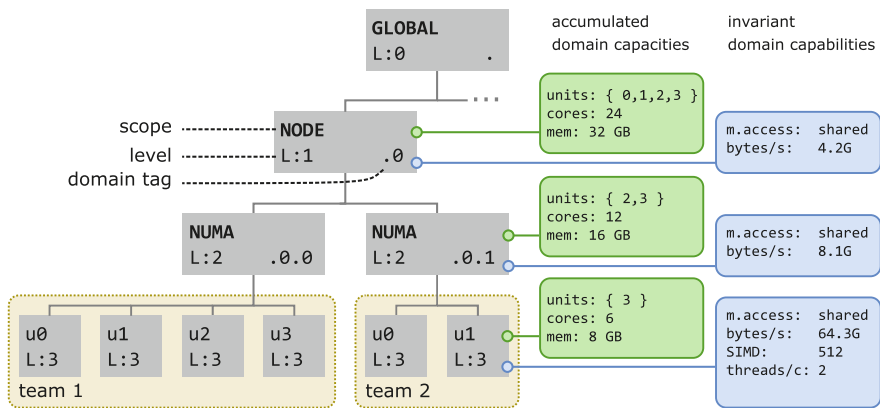 accumulated
domain capacities
invariant
domain capabilities
GLOBAL
L:0 .
units: { 0,1,2,3 }
cores: 24
mem: 32 GB
scope
level
domain tag
NODE
L:1 .0
m.access: shared
bytes/s: 4.2G
units: { 2,3 }
cores: 12
mem: 16 GB
NUMA
L:2 .0.0
NUMA
L:2 .0.1
m.access: shared
bytes/s: 8.1G
units: { 3 }
cores: 6
mem: 8 GB
u0
L:3
u1
L:3
u2
L:3
u3
L:3
team 1
u0
L:3
u1
L:3
team 2
m.access: shared
bytes/s: 64.3G
SIMD: 512
threads/c: 2